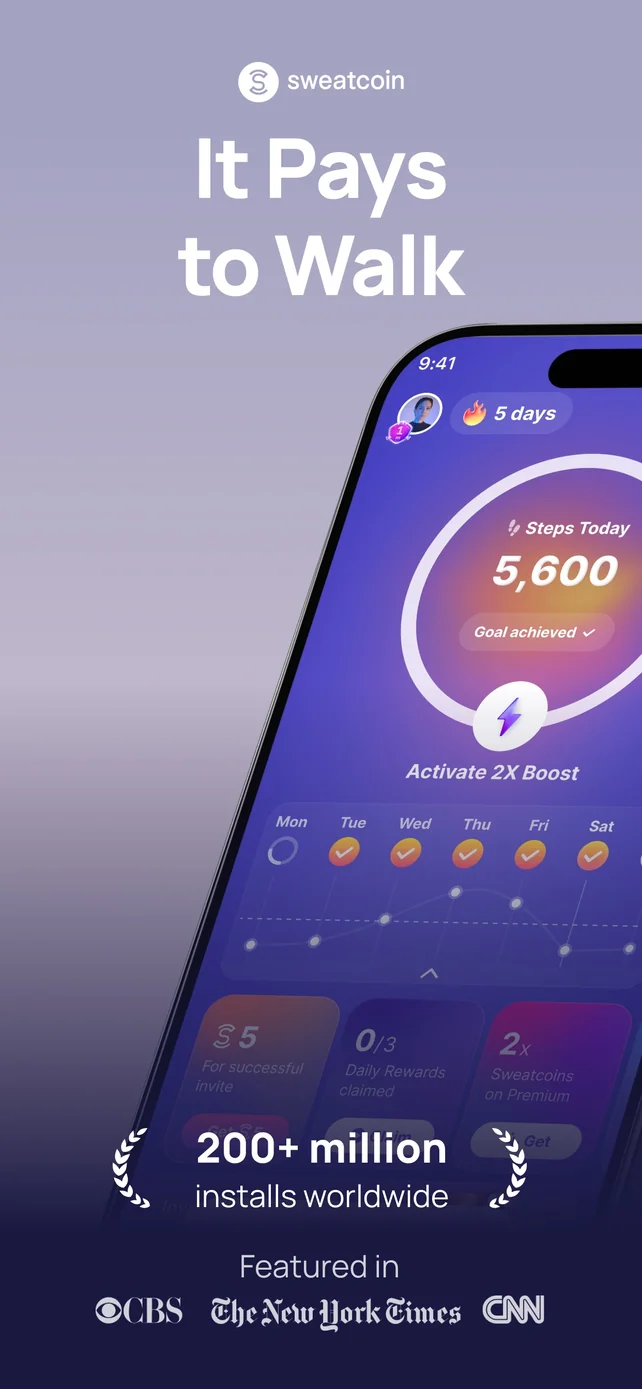 sweatcoin
It Pays
to Walk
9:41
5 days
1
Steps Today
5,600
Goal achieved
Activate 2X Boost
Mon Tue Wed Thu Fri Sat
S 5
For successful
invite
0/3
Daily Rewards
claimed
2x
Sweatcoins
on Premium
Get
200+ million
installs worldwide
Featured in
CBS The New York Times CNN